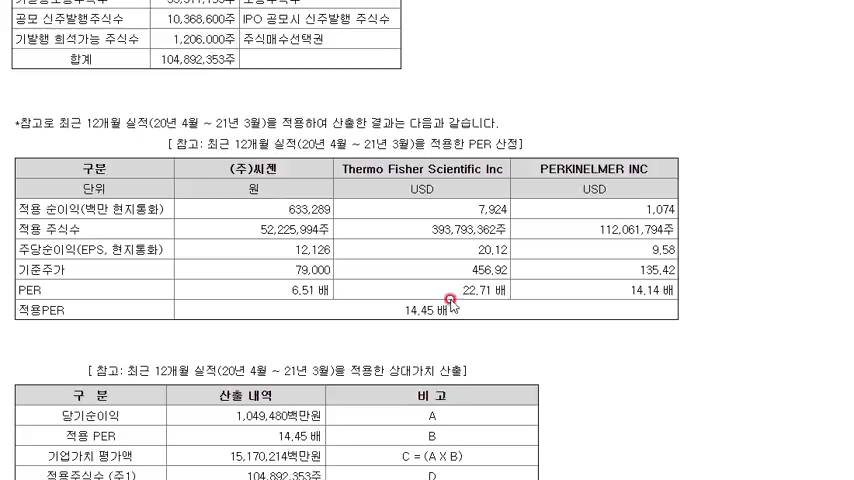 공모 신주발행주식수 10,368,600주 IPO 공모시 신주발행 주식수
기발행 희석가능 주식수 1,206,000주 주식매수선택권
합계 104,892,353주
*참고로 최근 12개월 실적(20년 4월 ~ 21년 3월)을 적용하여 산출한 결과는 다음과 같습니다.
[ 참고: 최근 12개월 실적(20년 4월 ~ 21년 3월)을 적용한 PER 산정]
구분 (주)씨젠 Thermo Fisher Scientific Inc PERKINELMER INC
단위 원 USD USD
적용 순이익(백만 현지통화) 633,289 7,924 1,074
적용 주식수 52,225,994주 393,793,362주 112,061,794주
주당순이익(EPS, 현지통화) 12,126 20.12 9.58
기준주가 79,000 456.92 135.42
PER 6.51 배 22.71 배 14.14 배
적용PER 14.45 배
[ 참고: 최근 12개월 실적(20년 4월 ~ 21년 3월)을 적용한 상대가치 산출]
구 분 산출 내역 비 고
당기순이익 1,049,480백만원 A
적용 PER 14.45 배 B
기업가치 평가액 15,170,214백만원 C = (A X B)
적용주식수 (주1) 104,892,353주 D